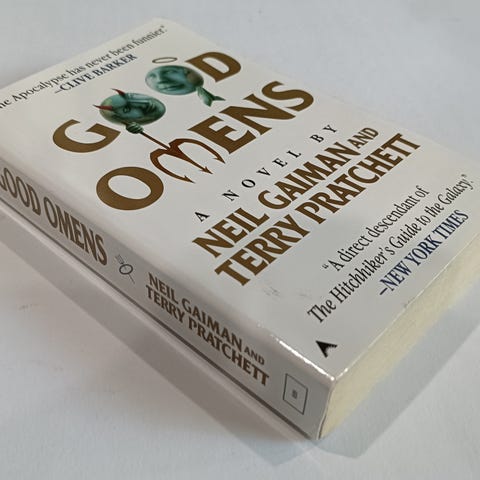 The Apocalypse has never been funnier."
–CLIVE BARKER
GOOD
OMENS
A NOVEL BY
NEIL GAIMAN AND
TERRY PRATCHETT
"A direct descendant of
The Hitchhiker's Guide to the Galaxy."
–NEW YORK TIMES
GOOD OMENS
NEIL GAIMAN AND
TERRY PRATCHETT